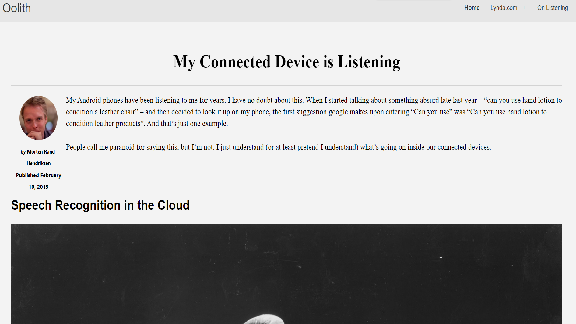 Oolith
Home Lynda.com On Listening
My Connected Device is Listening
My Android phones have been listening to me for years. I have no doubt about this. When I started talking about something absurd late last year – "can you use hand lotion to
condition a leather chair" – and then decided to look it up on my phone, the first suggestion google makes upon entering "Can you use" was "Can you use hand lotion to
condition leather products". And that's just one example.
People call me paranoid for saying this, but I'm not. I just understand (or at least pretend I understand) what's going on inside our connected devices.
by Morten Rand
Hendriksen
Published February
10, 2015
Speech Recognition in the Cloud